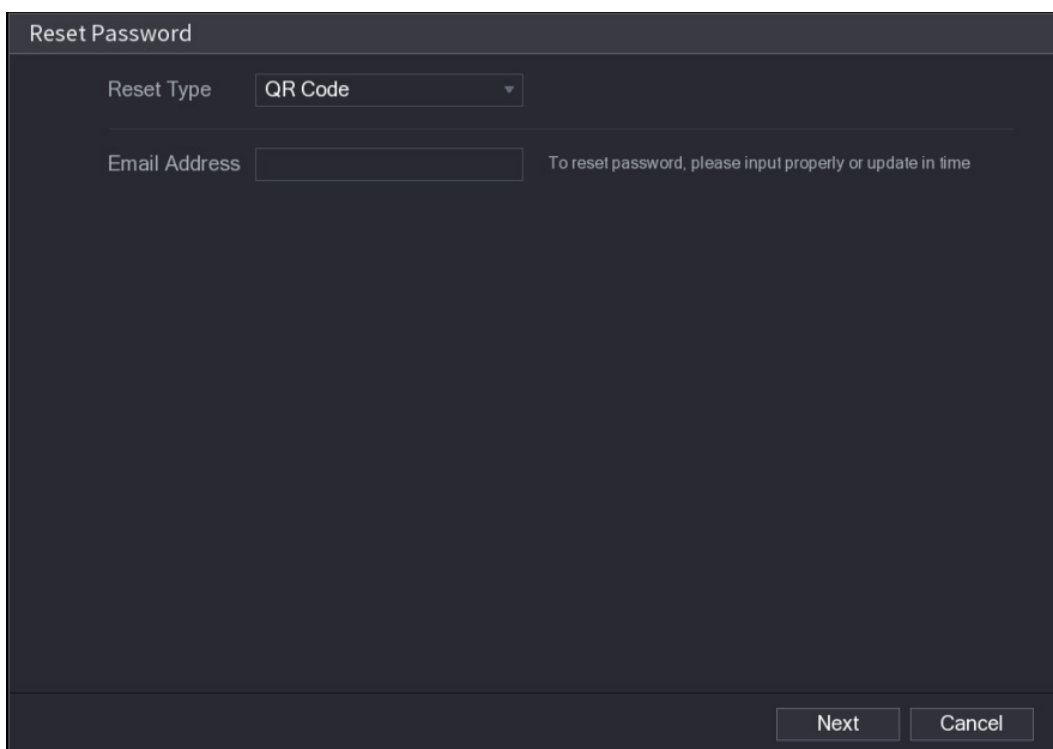 Reset Password
Reset Type QR Code
Email Address To reset password, please input properly or update in time
Next Cancel